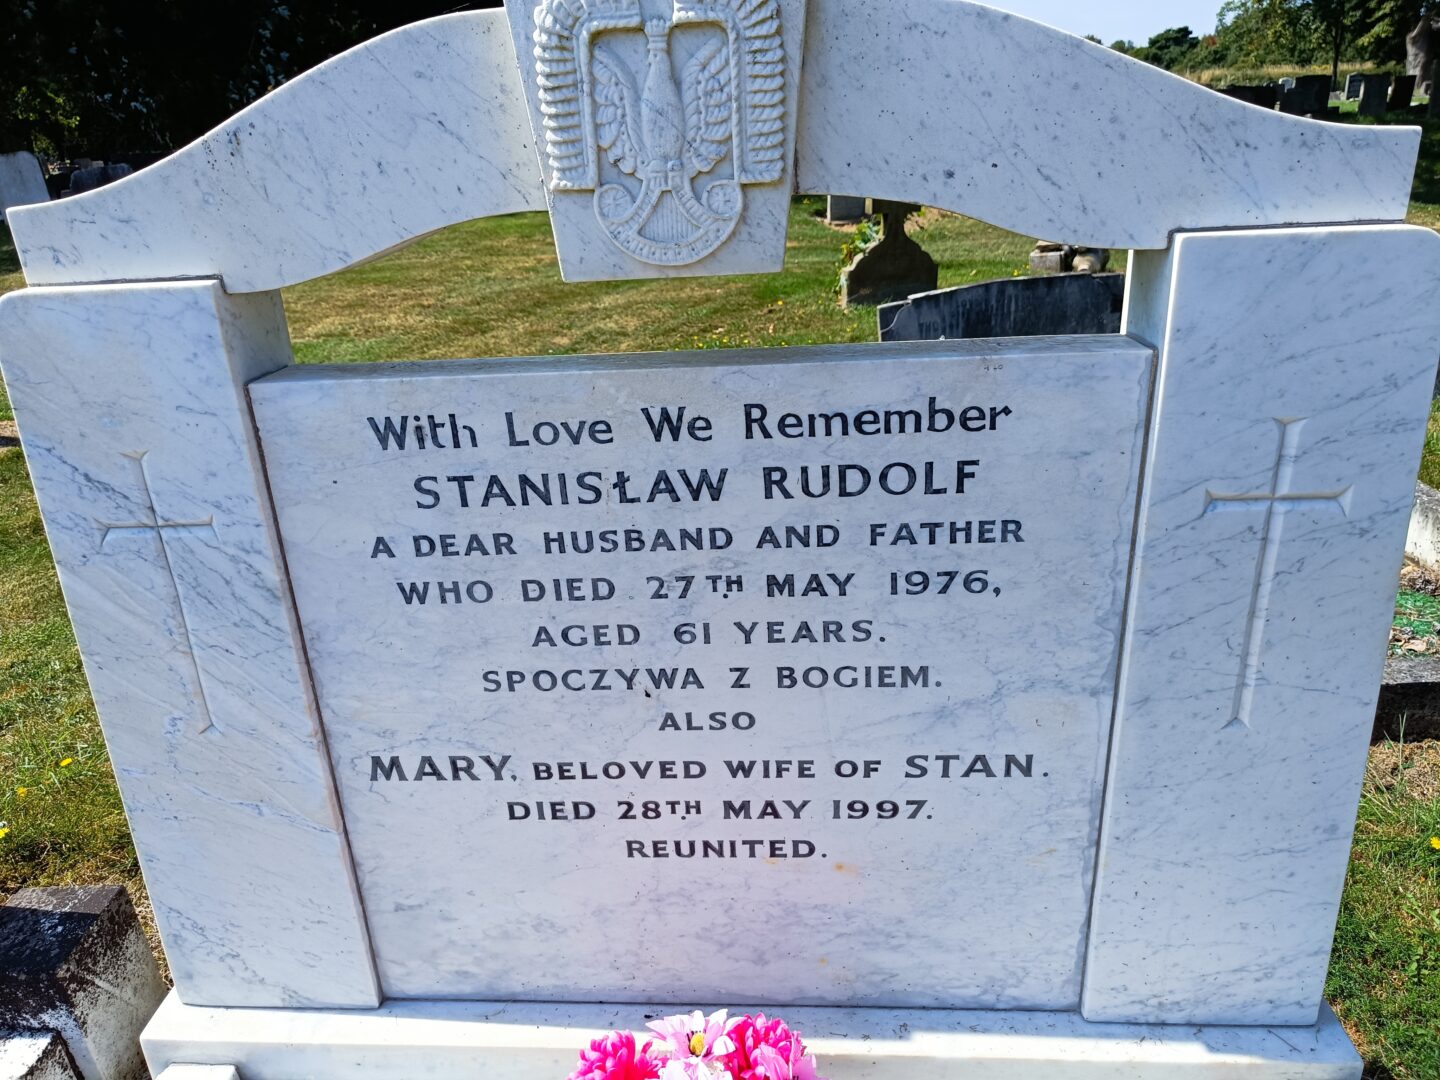 With Love We Remember
STANISŁAW RUDOLF
A DEAR HUSBAND AND FATHER
WHO DIED 27TH MAY 1976,
AGED 61 YEARS.
SPOCZYWA Z BOGIEM.
ALSO
MARY, BELOVED WIFE OF STAN.
DIED 28TH MAY 1997.
REUNITED.